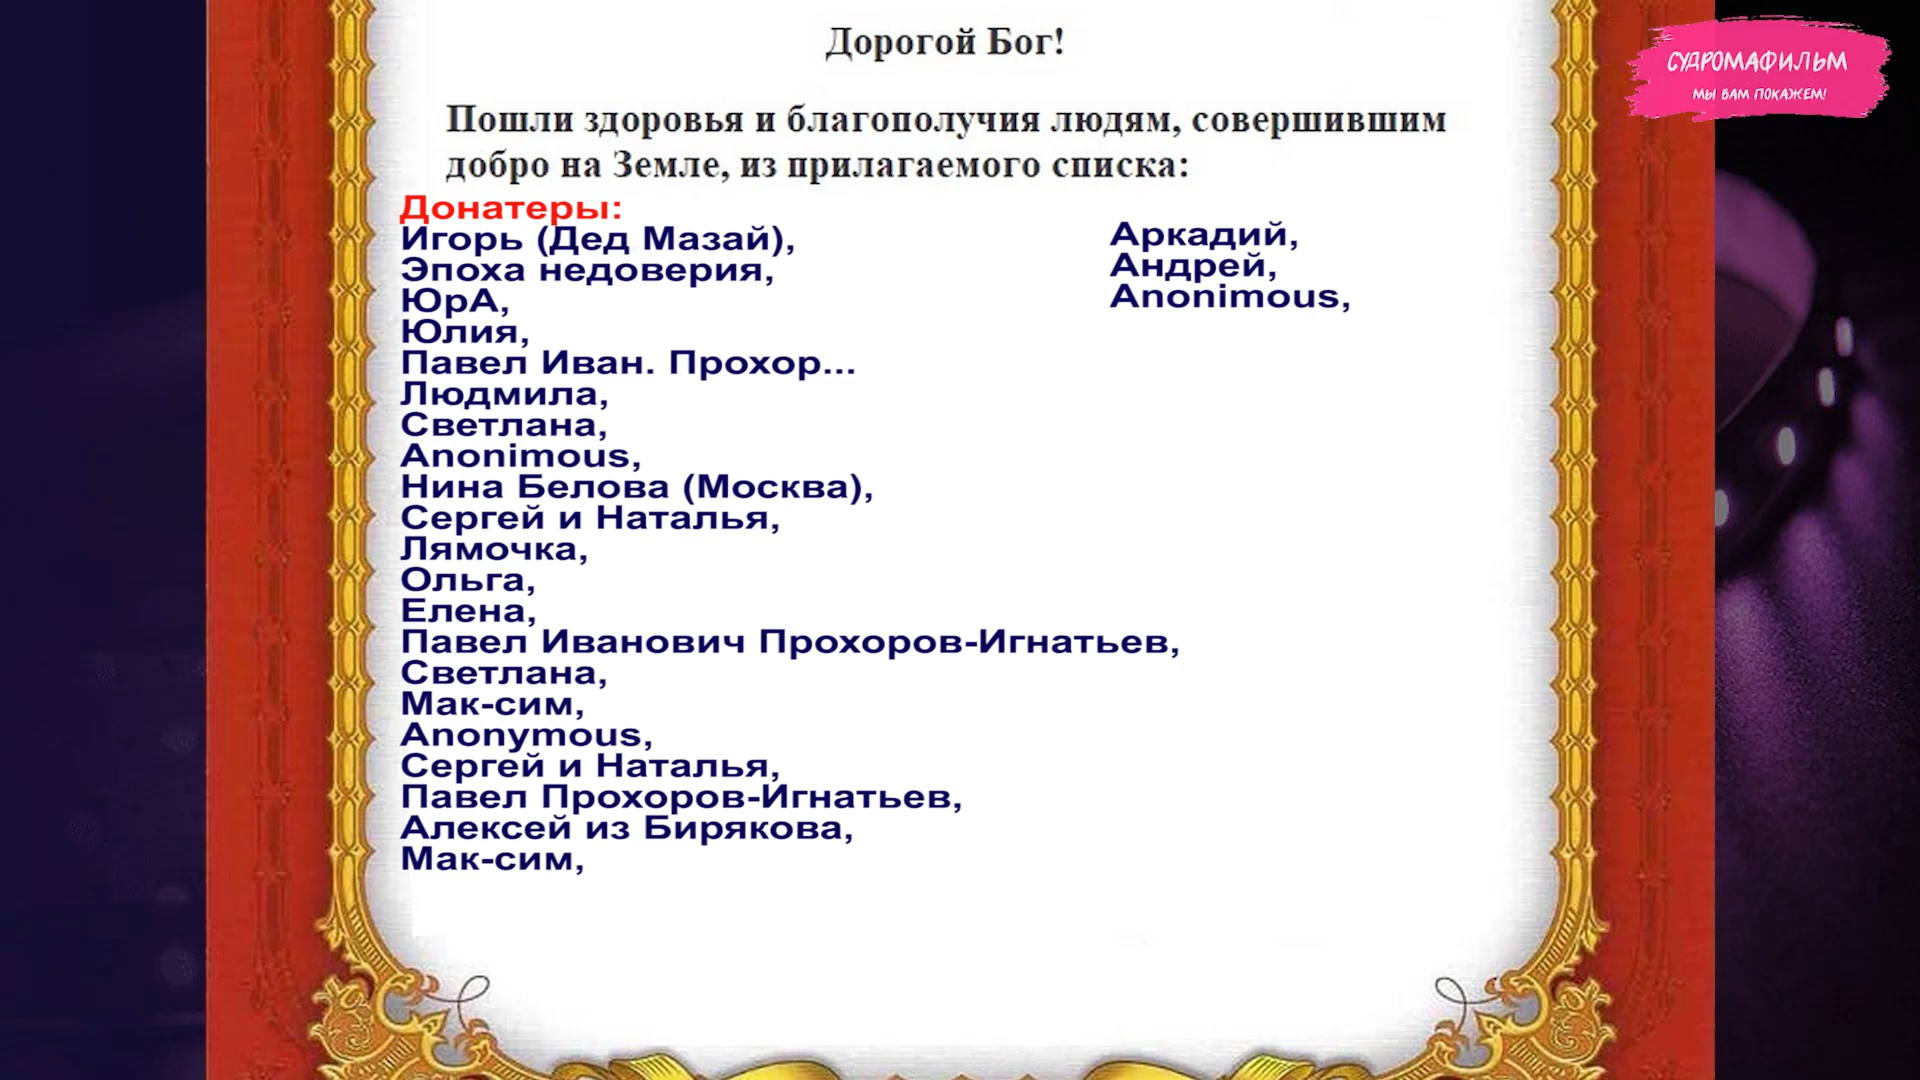 Дорогой Бог!
Пошли здоровья и благополучия людям, совершившим
добро на Земле, из прилагаемого списка:
Донатеры:
Игорь (Дед Мазай),
Эпоха недоверия,
ЮрА,
Юлия,
Павел Иван. Прохор...
Людмила,
Светлана,
Anonimous,
Нина Белова (Москва),
Сергей и Наталья,
Лямочка,
Ольга,
Елена,
Павел Иванович Прохоров-Игнатьев,
Светлана,
Мак-сим,
Anonymous,
Сергей и Наталья,
Павел Прохоров-Игнатьев,
Алексей из Бирякова,
Мак-сим,
Аркадий,
Андрей,
Anonimous,
СУДРОМАФИЛЬМ
МЫ ВАМ ПОКАЖЕМ!